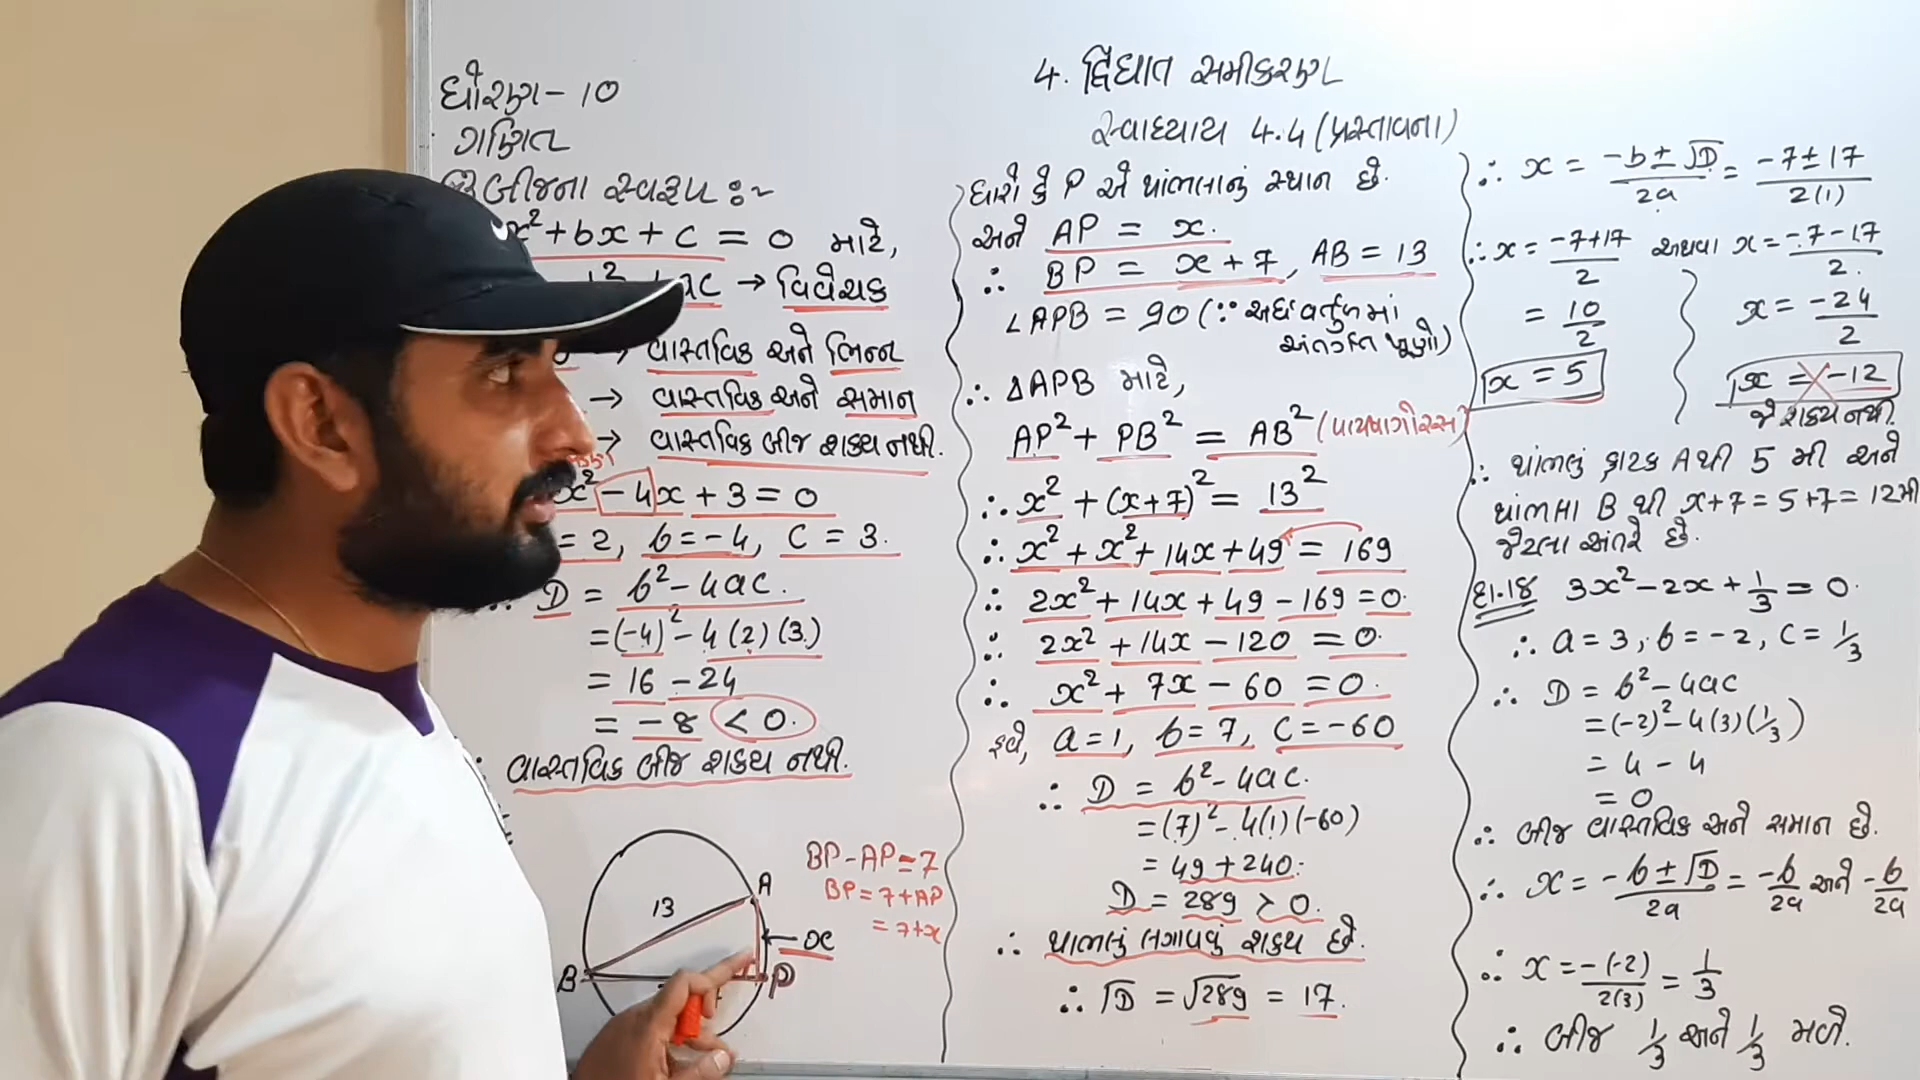 ધોરણ - 10
ગણિત
બીજના સ્વરૂપ :~
x² + bx + c = 0 માટે,
ac → વિવેચક
→ વાસ્તવિક અને ભિન્ન
→ વાસ્તવિક અને સમાન
→ વાસ્તવિક બીજ શક્ય નથી.
x² - 4x + 3 = 0
= 2, b = -4, c = 3.
∴ D = b² - 4ac.
= (-4)² - 4(2)(3)
= 16 - 24
= -8 < 0.
∴ વાસ્તવિક બીજ શક્ય નથી.
BP - AP = 7
BP = 7 + AP
= 7 + x
A
13
x
B
P
4. દ્વિઘાત સમીકરણ
સ્વાધ્યાય 4.4 (પ્રસ્તાવના)
ધારો કે P એ થાંભલાનું સ્થાન છે.
અને AP = x.
∴ BP = x + 7, AB = 13
∠APB = 90 (∵ અર્ધવર્તુળમાં
અંતર્ગત ખૂણો)
∴ △APB માટે,
AP² + PB² = AB² (પાયથાગોરસ)
∴ x² + (x+7)² = 13²
∴ x² + x² + 14x + 49 = 169
∴ 2x² + 14x + 49 - 169 = 0.
∴ 2x² + 14x - 120 = 0.
∴ x² + 7x - 60 = 0.
હવે, a = 1, b = 7, c = -60
∴ D = b² - 4ac.
= (7)² - 4(1)(-60)
= 49 + 240.
D = 289 > 0.
∴ થાંભલું લગાવવું શક્ય છે.
∴ √D = √289 = 17.
∴ x = -b ± √D / 2a = -7 ± 17 / 2(1)
∴ x = -7+17 / 2 અથવા x = -7-17 / 2.
= 10/2
x = -24 / 2
x = 5
x = -12
જે શક્ય નથી.
∴ થાંભલું ફાટક A થી 5 મી અને
થાંભલા B થી x+7 = 5+7 = 12 મી
જેટલા અંતરે છે.
દા.18 3x² - 2x + 1/3 = 0.
∴ a = 3, b = -2, c = 1/3
∴ D = b² - 4ac
= (-2)² - 4(3)(1/3)
= 4 - 4
= 0
∴ બીજ વાસ્તવિક અને સમાન છે.
∴ x = -b ± √D / 2a = -b/2a અને -b/2a
∴ x = -(-2) / 2(3) = 1/3
∴ બીજ 1/3 અને 1/3 મળે.